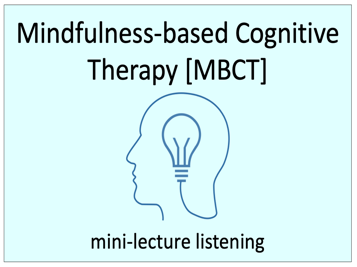 Mindfulness-based Cognitive
Therapy [MBCT]
mini-lecture listening